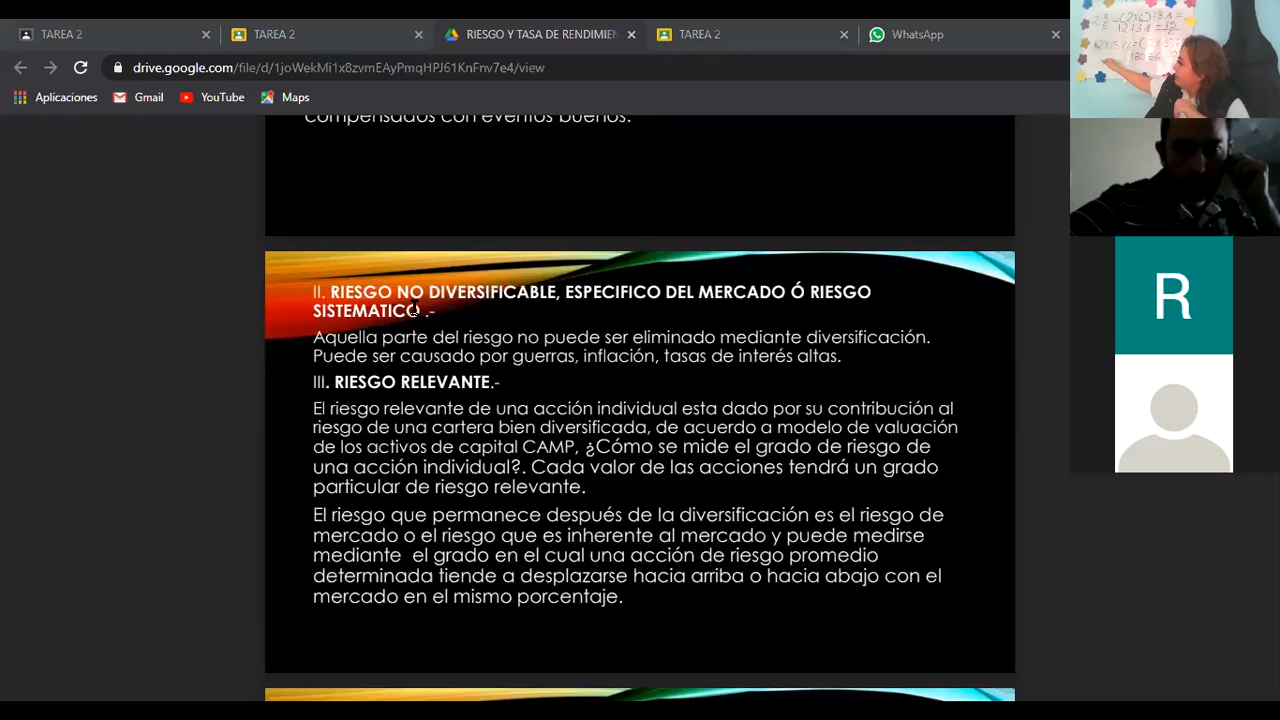 TAREA 2
TAREA 2
RIESGO Y TASA DE RENDIMIEN
TAREA 2
WhatsApp
drive.google.com/file/d/1joWekMi1x8zvmEAyPmqHPJ61KnFnv7e4/view
Aplicaciones
Gmail
YouTube
Maps
compensados con eventos buenos.
II. RIESGO NO DIVERSIFICABLE, ESPECIFICO DEL MERCADO Ó RIESGO
SISTEMATICO .-
Aquella parte del riesgo no puede ser eliminado mediante diversificación.
Puede ser causado por guerras, inflación, tasas de interés altas.
III. RIESGO RELEVANTE.-
El riesgo relevante de una acción individual esta dado por su contribución al
riesgo de una cartera bien diversificada, de acuerdo a modelo de valuación
de los activos de capital CAMP, ¿Cómo se mide el grado de riesgo de
una acción individual?. Cada valor de las acciones tendrá un grado
particular de riesgo relevante.
El riesgo que permanece después de la diversificación es el riesgo de
mercado o el riesgo que es inherente al mercado y puede medirse
mediante el grado en el cual una acción de riesgo promedio
determinada tiende a desplazarse hacia arriba o hacia abajo con el
mercado en el mismo porcentaje.
R